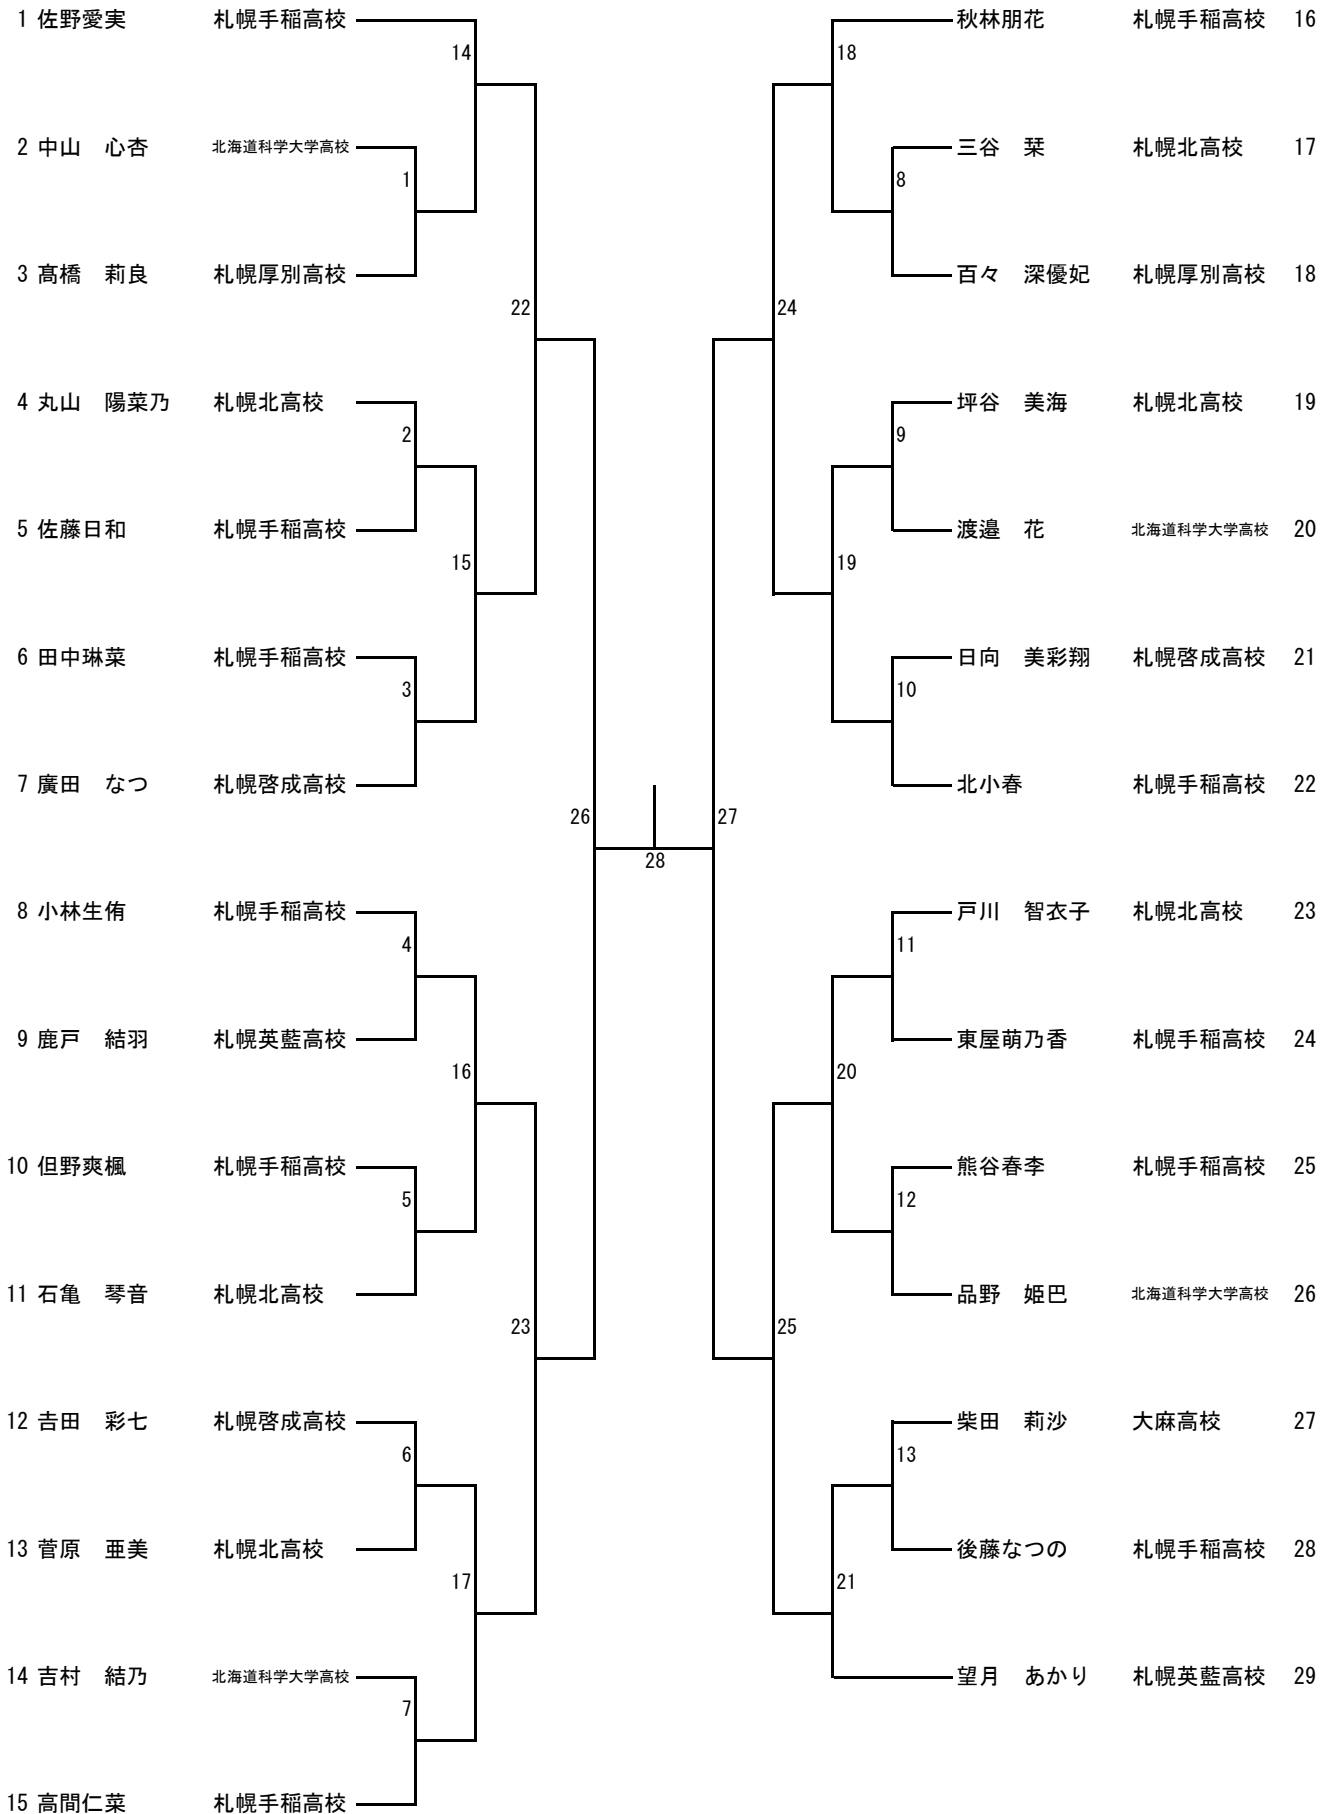 1 佐野愛実 札幌手稲高校
14
2 中山 心杏 北海道科学大学高校
1
3 髙橋 莉良 札幌厚別高校
22
4 丸山 陽菜乃 札幌北高校
2
5 佐藤日和 札幌手稲高校
15
6 田中琳菜 札幌手稲高校
3
7 廣田 なつ 札幌啓成高校
26
8 小林生侑 札幌手稲高校
4
9 鹿戸 結羽 札幌英藍高校
16
10 但野爽楓 札幌手稲高校
5
11 石亀 琴音 札幌北高校
23
12 𠮷田 彩七 札幌啓成高校
6
13 菅原 亜美 札幌北高校
17
14 吉村 結乃 北海道科学大学高校
7
15 高間仁菜 札幌手稲高校
28
秋林朋花 札幌手稲高校 16
18
三谷 栞 札幌北高校 17
8
百々 深優妃 札幌厚別高校 18
24
坪谷 美海 札幌北高校 19
9
渡邉 花 北海道科学大学高校 20
19
日向 美彩翔 札幌啓成高校 21
10
北小春 札幌手稲高校 22
27
戸川 智衣子 札幌北高校 23
11
東屋萌乃香 札幌手稲高校 24
20
熊谷春李 札幌手稲高校 25
12
品野 姫巴 北海道科学大学高校 26
25
柴田 莉沙 大麻高校 27
13
後藤なつの 札幌手稲高校 28
21
望月 あかり 札幌英藍高校 29